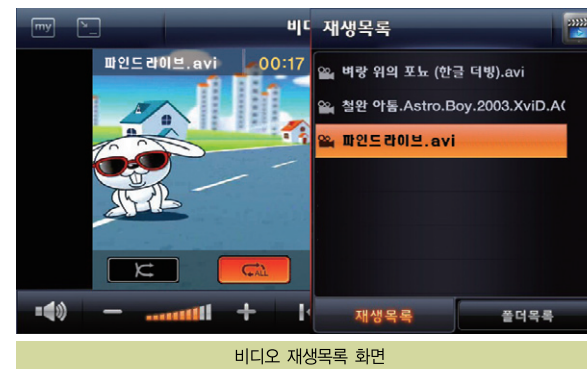 my
비디
재생목록
파인드라이브.avi 00:17
벼랑 위의 포뇨 (한글 더빙).avi
철완 아톰.Astro.Boy.2003.XviD.A(
파인드라이브.avi
ALL
재생목록 폴더목록
비디오 재생목록 화면